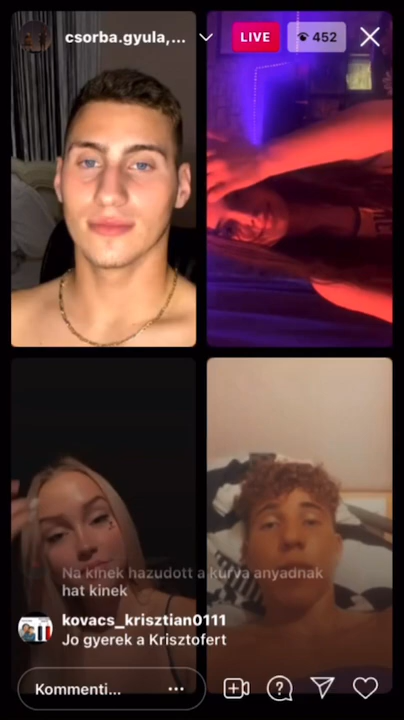 csorba.gyula,...
LIVE
452
Na kinek hazudott a kurva anyadnak
hat kinek
kovacs_krisztian0111
Jo gyerek a Krisztofert
Kommenti...